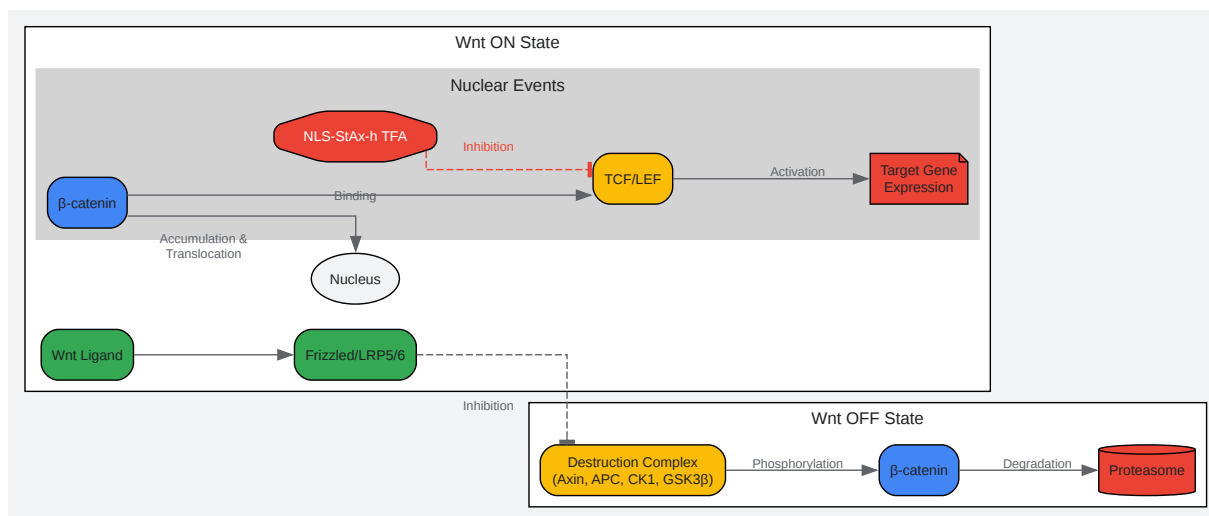 Wnt ON State
Nuclear Events
NLS-StAx-h TFA
Inhibition
TCF/LEF
Activation
Target Gene
Expression
β-catenin
Binding
Accumulation &
Translocation
Nucleus
Wnt Ligand
Frizzled/LRP5/6
Inhibition
Wnt OFF State
Destruction Complex
(Axin, APC, CK1, GSK3β)
Phosphorylation
β-catenin
Degradation
Proteasome